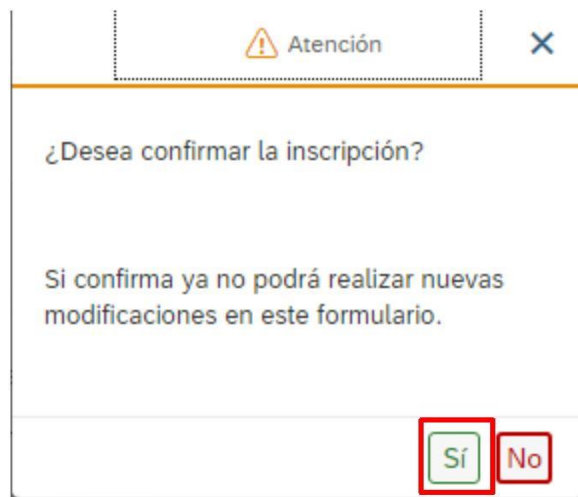 Atención
¿Desea confirmar la inscripción?
Si confirma ya no podrá realizar nuevas
modificaciones en este formulario.
Sí No